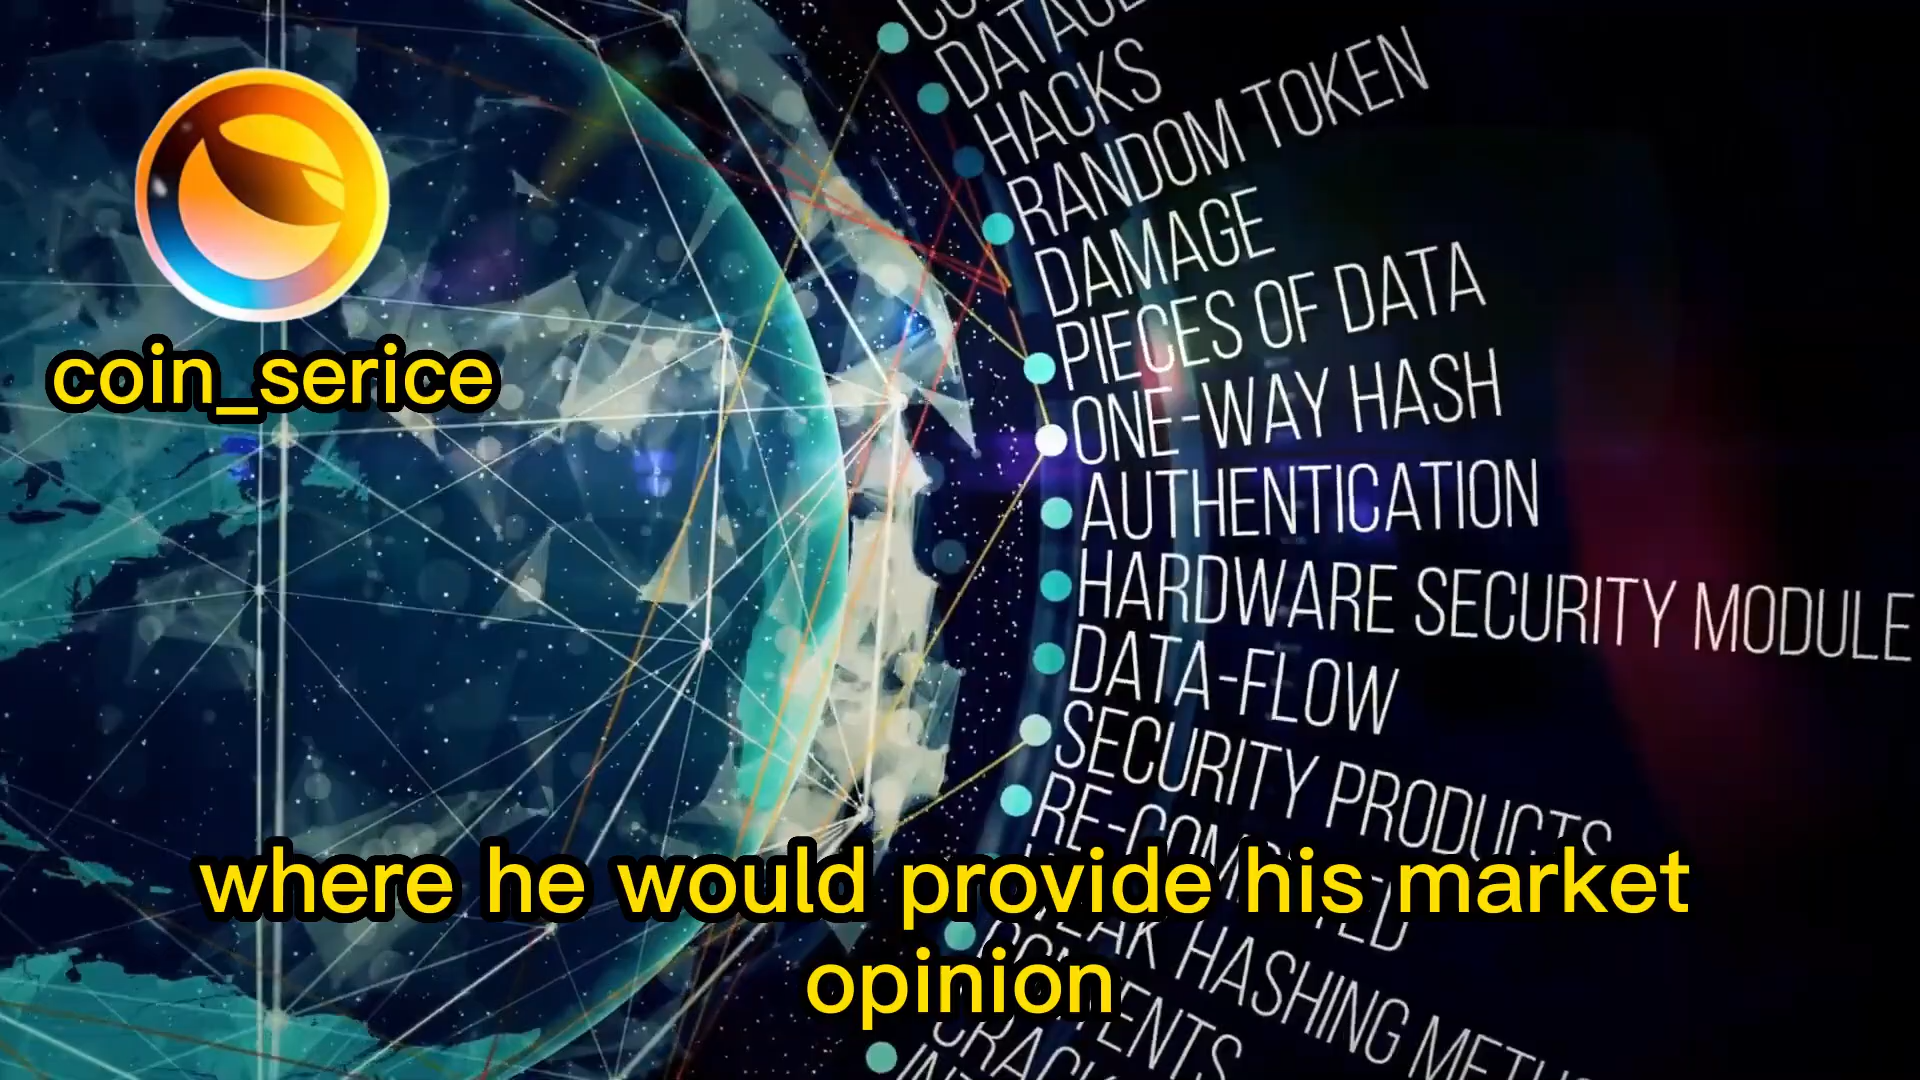 HACKS
RANDOM TOKEN
DAMAGE
PIECES OF DATA
coin_serice
ONE-WAY HASH
AUTHENTICATION
HARDWARE SECURITY MODULE
DATA-FLOW
SECURITY PRODUCTS
where he would provide his market
opinion
HASHING